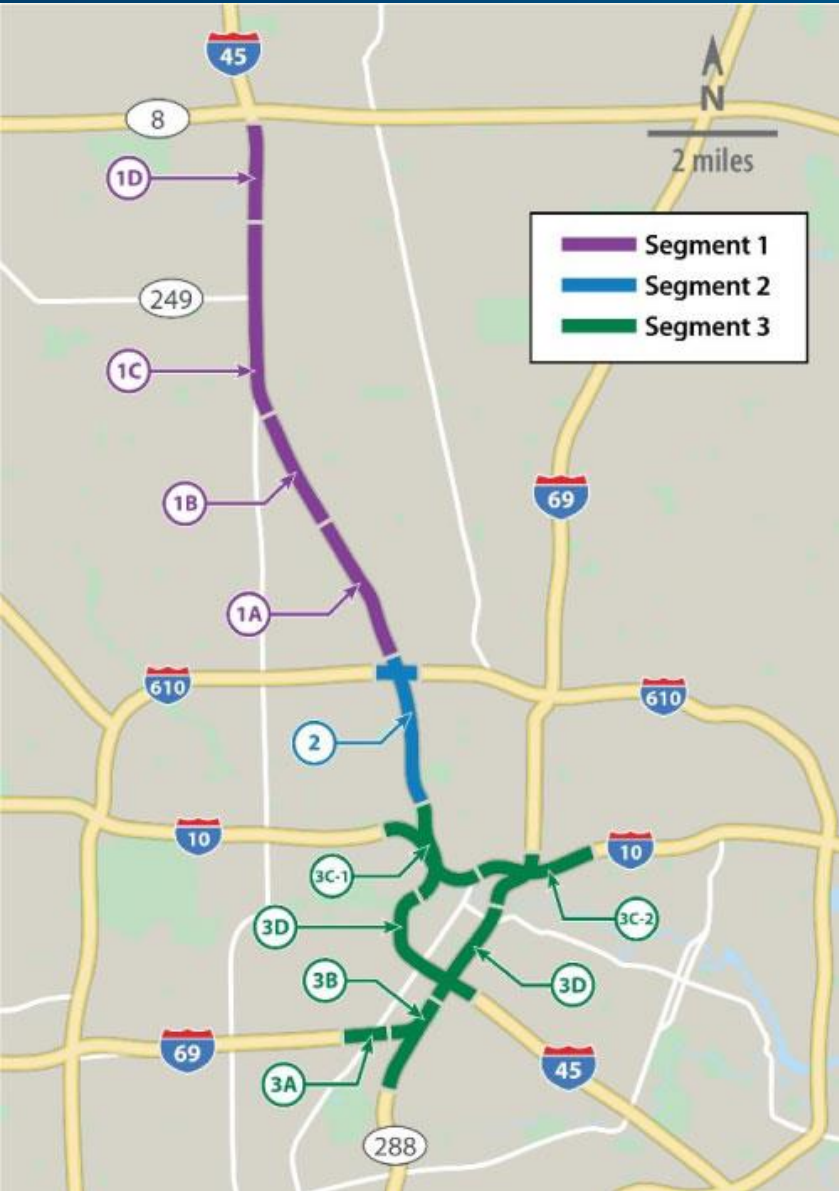 45
N
8
2 miles
1D
Segment 1
Segment 2
249
Segment 3
1C
69
1B
1A
610
610
2
10
10
3C-1
3C-2
3D
3B
3D
69
45
3A
288